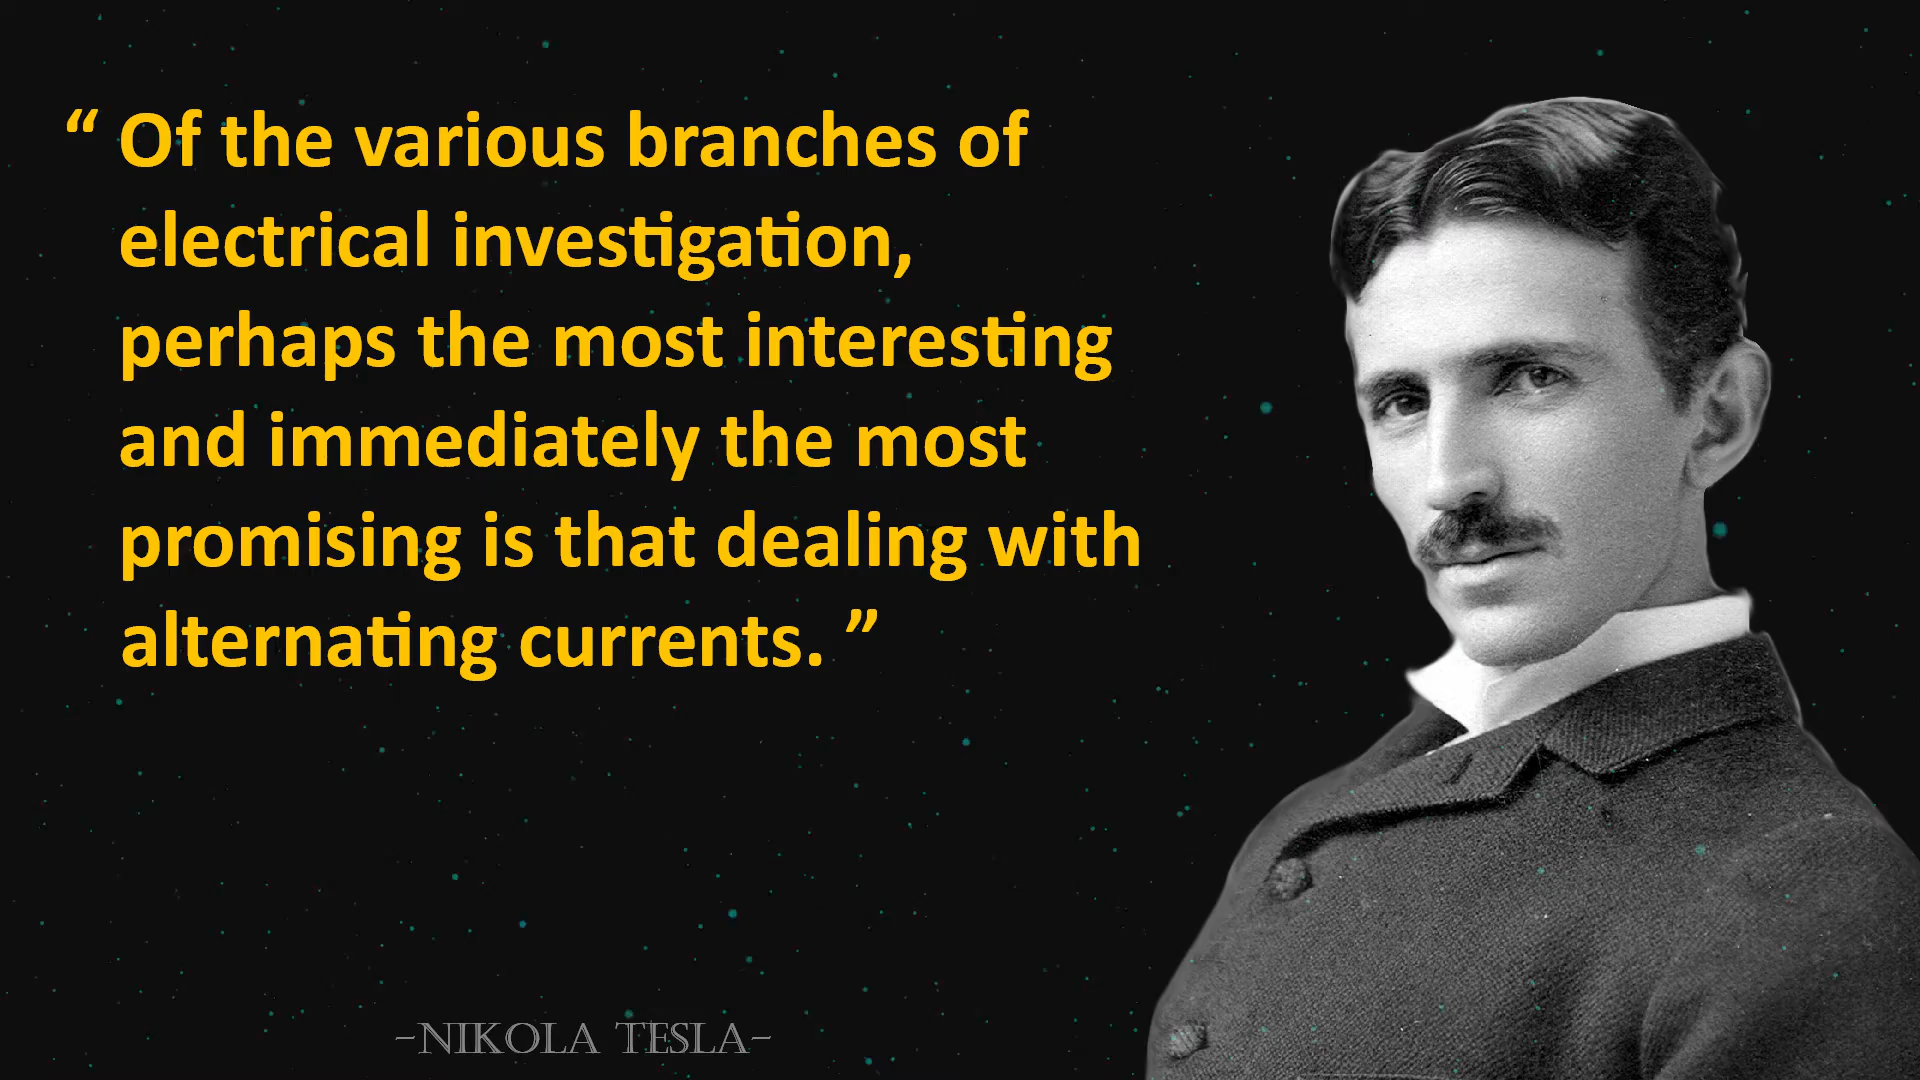 “ Of the various branches of
electrical investigation,
perhaps the most interesting
and immediately the most
promising is that dealing with
alternating currents. ”
-NIKOLA TESLA-